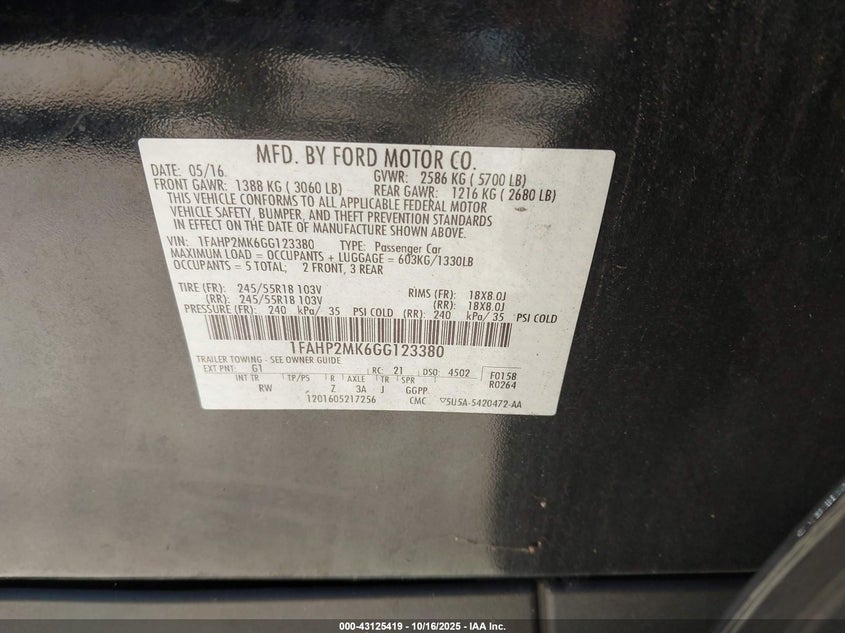 MFD. BY FORD MOTOR CO.
DATE: 05/16 GVWR: 2586 KG ( 5700 LB)
FRONT GAWR: 1388 KG ( 3060 LB) REAR GAWR: 1216 KG ( 2680 LB)
THIS VEHICLE CONFORMS TO ALL APPLICABLE FEDERAL MOTOR
VEHICLE SAFETY, BUMPER, AND THEFT PREVENTION STANDARDS
IN EFFECT ON THE DATE OF MANUFACTURE SHOWN ABOVE.
VIN: 1FAHP2MK6GG123380 TYPE: Passenger Car
MAXIMUM LOAD = OCCUPANTS + LUGGAGE = 603KG/1330LB
OCCUPANTS = 5 TOTAL; 2 FRONT, 3 REAR
TIRE (FR): 245/55R18 103V RIMS (FR): 18X8.0J
(RR): 245/55R18 103V (RR): 18X8.0J
PRESSURE (FR): 240 kPa/ 35 PSI COLD (RR): 240 kPa/ 35 PSI COLD
1FAHP2MK6GG123380
TRAILER TOWING - SEE OWNER GUIDE
EXT PNT: G1 RC: 21 DSO: 4502 F0158
INT TR TP/PS R AXLE TR SPR R0264
RW Z 3A J GGPP
1201605217256 CMC 5U5A-5420472-AA
000-43125419 - 10/16/2025 - IAA Inc.